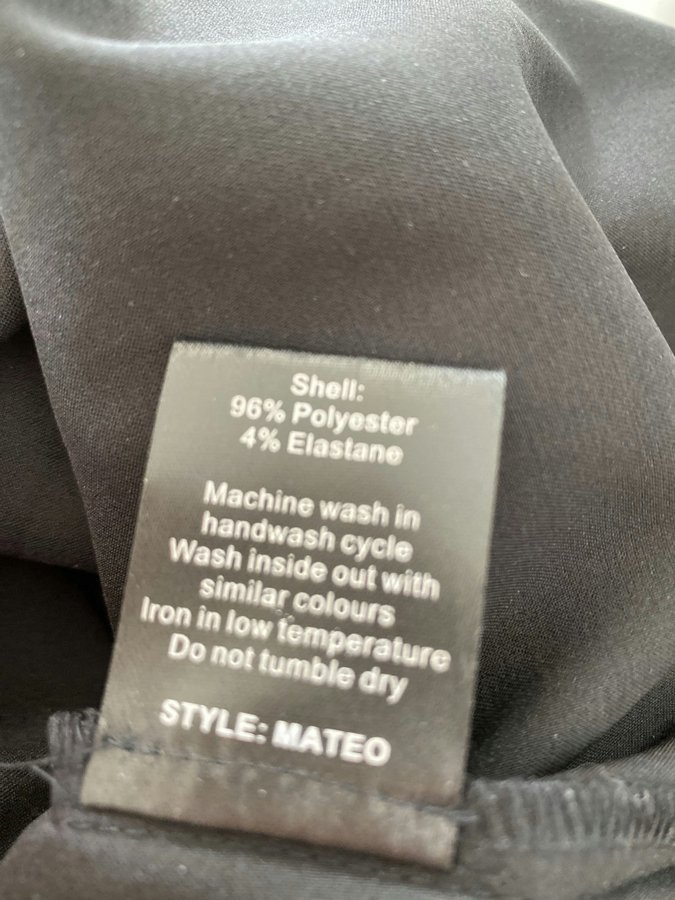 Shell:
96% Polyester
4% Elastane
Machine wash in
handwash cycle
Wash inside out with
similar colours
Iron in low temperature
Do not tumble dry
STYLE: MATEO